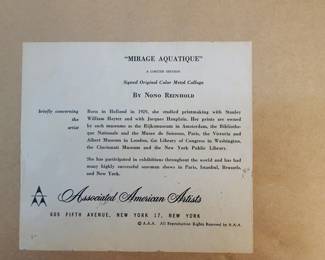 "MIRAGE AQUATIQUE"
A LIMITED EDITION
Signed Original Color Metal Collage
By Nono Reinhold
briefly concerning
the
artist
Born in Holland in 1929, she studied printmaking with Stanley
William Hayter and with Jacques Houplain. Her prints are owned
by such museums as the Rijksmuseum in Amsterdam, the Bibliothe-
que Nationale and the Musee de Soissons, Paris, the Victoria and
Albert Museum in London, the Library of Congress in Washington,
the Cincinnati Museum and the New York Public Library.
She has participated in exhibitions throughout the world and has had
many highly successful one-man shows in Paris, Istanbul, Brussels,
and New York.
Associated American Artists
605 FIFTH AVENUE, NEW YORK 17, NEW YORK
© A.A.A. All Reproduction Rights Reserved by A.A.A.